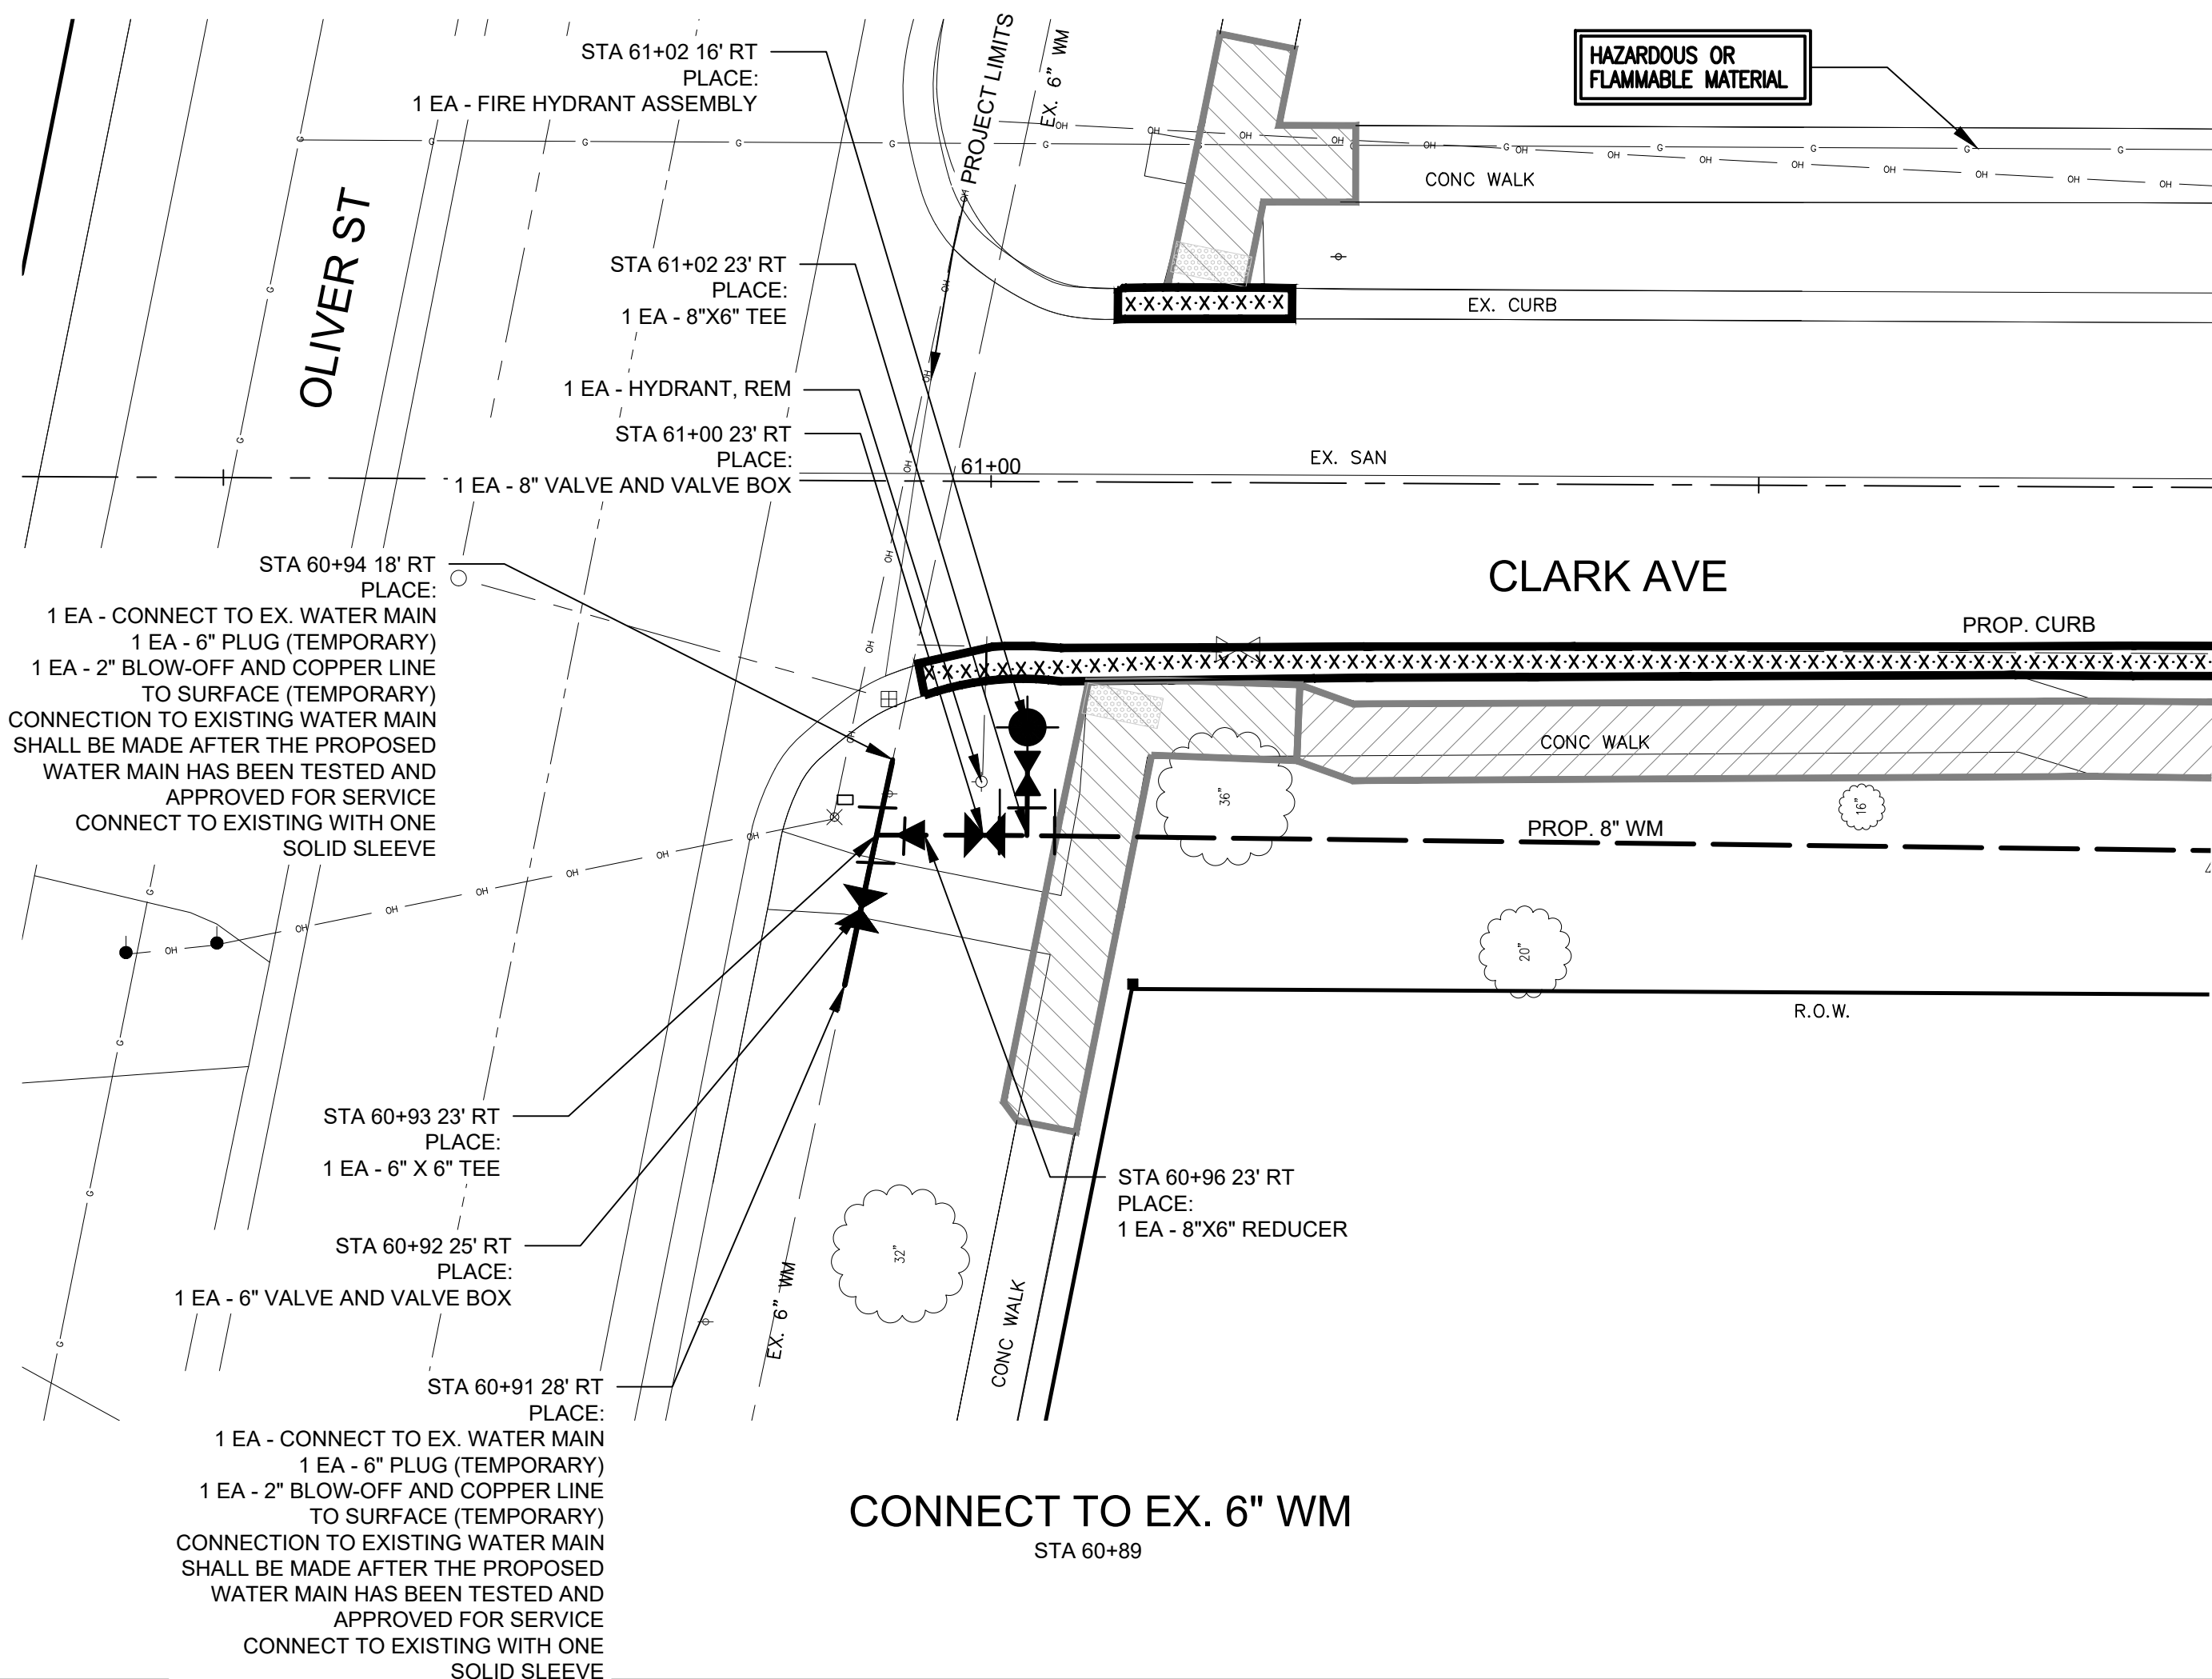 STA 61+02 16' RT
PLACE:
1 EA - FIRE HYDRANT ASSEMBLY
PROJECT LIMITS
EX. 6" WM
HAZARDOUS OR
FLAMMABLE MATERIAL
CONC WALK
EX. CURB
OLIVER ST
STA 61+02 23' RT
PLACE:
1 EA - 8"X6" TEE
1 EA - HYDRANT, REM
STA 61+00 23' RT
PLACE:
1 EA - 8" VALVE AND VALVE BOX
61+00
EX. SAN
CLARK AVE
PROP. CURB
STA 60+94 18' RT
PLACE:
1 EA - CONNECT TO EX. WATER MAIN
1 EA - 6" PLUG (TEMPORARY)
1 EA - 2" BLOW-OFF AND COPPER LINE
TO SURFACE (TEMPORARY)
CONNECTION TO EXISTING WATER MAIN
SHALL BE MADE AFTER THE PROPOSED
WATER MAIN HAS BEEN TESTED AND
APPROVED FOR SERVICE
CONNECT TO EXISTING WITH ONE
SOLID SLEEVE
CONC WALK
36"
16"
PROP. 8" WM
20"
R.O.W.
STA 60+93 23' RT
PLACE:
1 EA - 6" X 6" TEE
STA 60+96 23' RT
PLACE:
1 EA - 8"X6" REDUCER
STA 60+92 25' RT
PLACE:
1 EA - 6" VALVE AND VALVE BOX
32"
EX. 6" WM
CONC WALK
STA 60+91 28' RT
PLACE:
1 EA - CONNECT TO EX. WATER MAIN
1 EA - 6" PLUG (TEMPORARY)
1 EA - 2" BLOW-OFF AND COPPER LINE
TO SURFACE (TEMPORARY)
CONNECTION TO EXISTING WATER MAIN
SHALL BE MADE AFTER THE PROPOSED
WATER MAIN HAS BEEN TESTED AND
APPROVED FOR SERVICE
CONNECT TO EXISTING WITH ONE
SOLID SLEEVE
CONNECT TO EX. 6" WM
STA 60+89